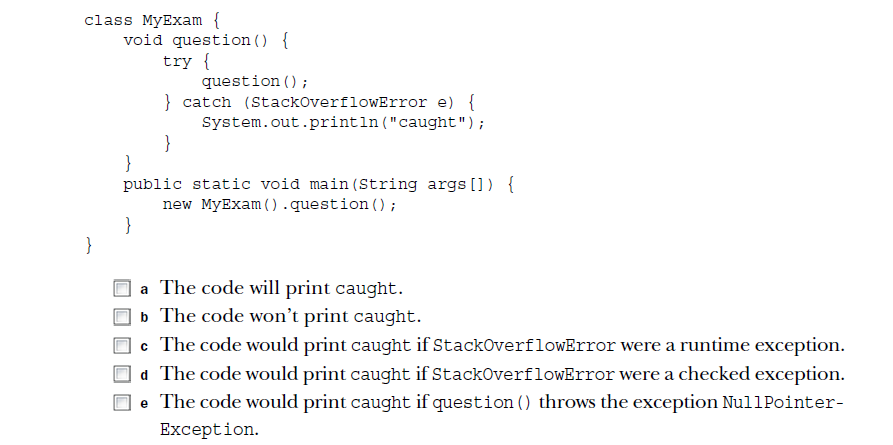 class MyExam {
    void question() {
        try {
            question();
        } catch (StackOverflowError e) {
            System.out.println("caught");
        }
    }
    public static void main(String args[]) {
        new MyExam().question();
    }
}
a The code will print caught.
b The code won't print caught.
c The code would print caught if StackOverflowError were a runtime exception.
d The code would print caught if StackOverflowError were a checked exception.
e The code would print caught if question() throws the exception NullPointer-
Exception.